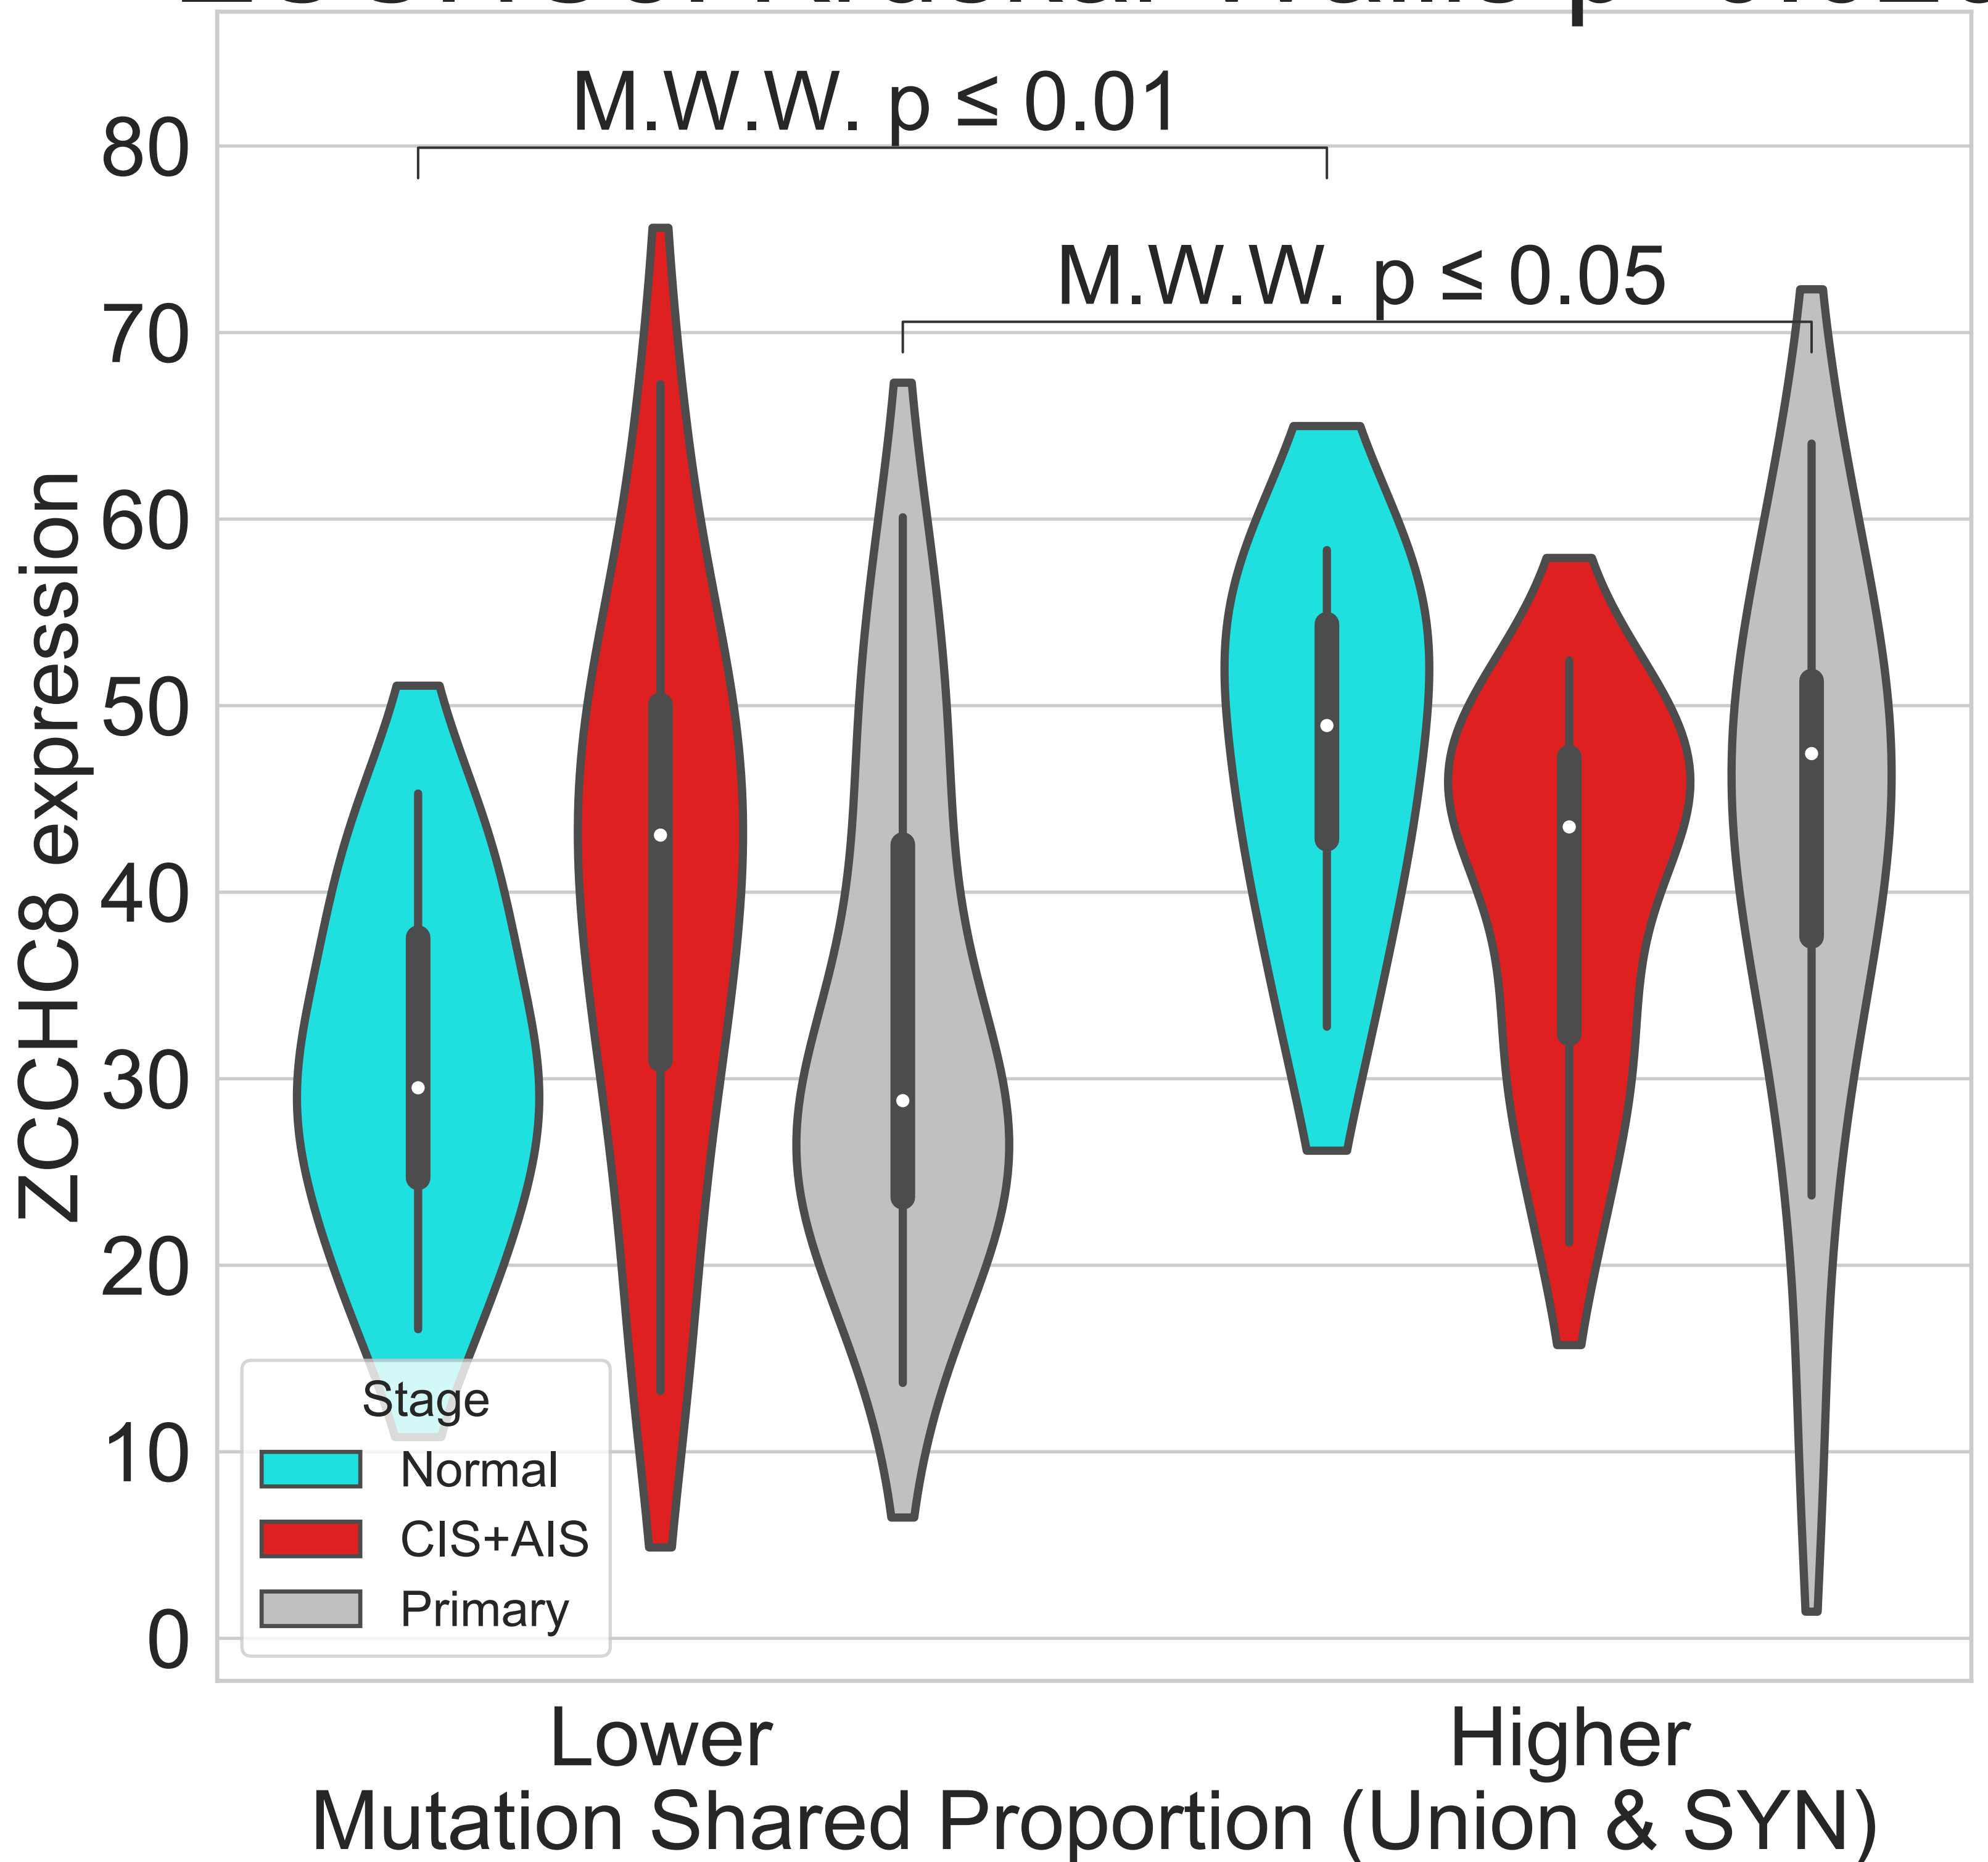 M.W.W. p ≤ 0.01
M.W.W. p ≤ 0.05
80
70
60
50
40
30
20
10
0
ZCCHC8 expression
Stage
Normal
CIS+AIS
Primary
Lower
Higher
Mutation Shared Proportion (Union & SYN)